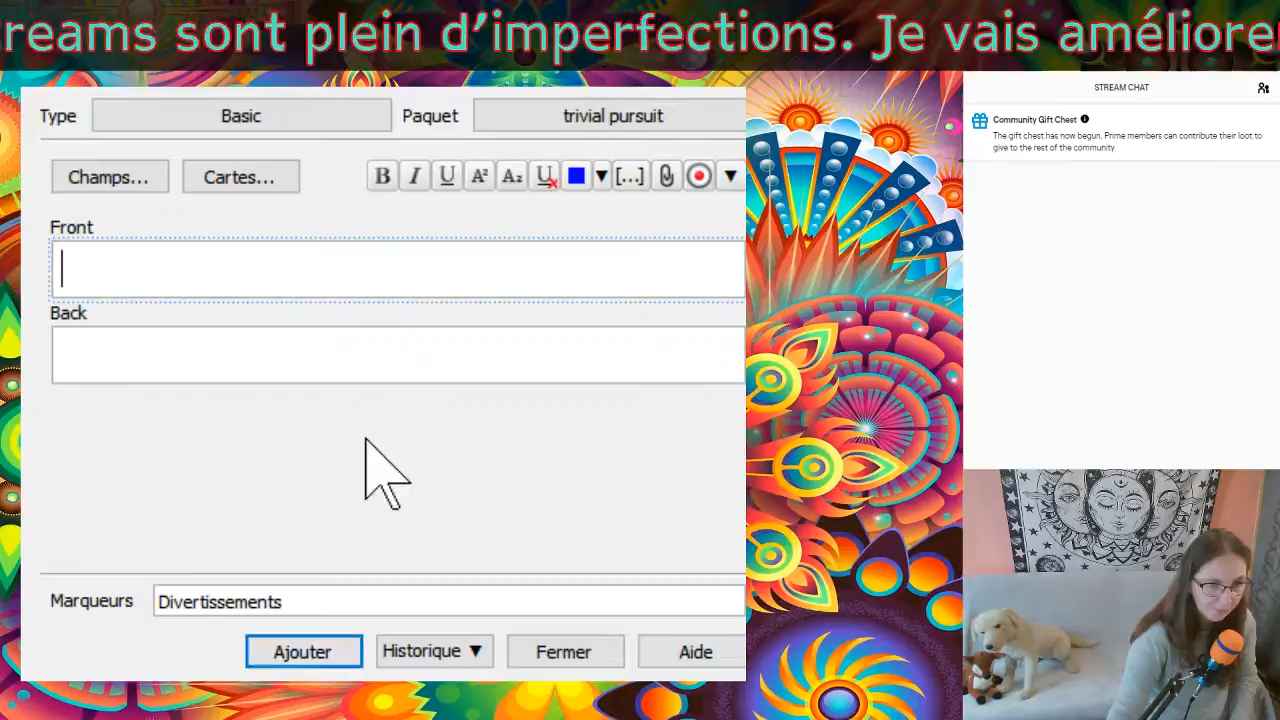 reams sont plein d’imperfections. Je vais améliore
Type Basic Paquet trivial pursuit
Champs... Cartes... B I U A² A₂ U [...]
Front
Back
Marqueurs Divertissements
Ajouter Historique ▼ Fermer Aide
STREAM CHAT
Community Gift Chest
The gift chest has now begun. Prime members can contribute their loot to
give to the rest of the community.